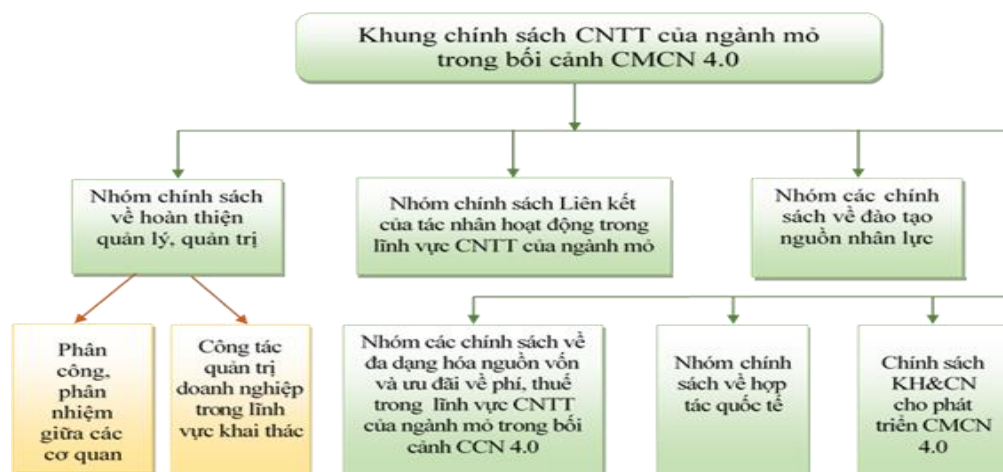 Khung chính sách CNTT của ngành mỏ
trong bối cảnh CMCN 4.0
Nhóm chính sách
về hoàn thiện
quản lý, quản trị
Nhóm chính sách Liên kết
của tác nhân hoạt động trong
lĩnh vực CNTT của ngành mỏ
Nhóm các chính
sách về đào tạo
nguồn nhân lực
Phân
công,
phân
nhiệm
giữa các
cơ quan
Công tác
quản trị
doanh nghiệp
trong lĩnh
vực khai thác
Nhóm các chính sách về
đa dạng hóa nguồn vốn
và ưu đãi về phí, thuế
trong lĩnh vực CNTT
của ngành mỏ trong bối
cảnh CCN 4.0
Nhóm chính
sách về hợp
tác quốc tế
Chính sách
KH&CN
cho phát
triển CMCN
4.0